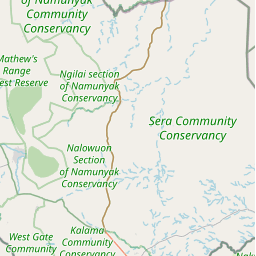 of Namunyak
Community
Conservancy
Mathew's
Range
est Reserve
Ngilai section
of Namunyak
Conservancy
Sera Community
Conservancy
Nalowuon
Section
of Namunyak
Conservancy
West Gate
Community
Kalama
Community
Conservancy